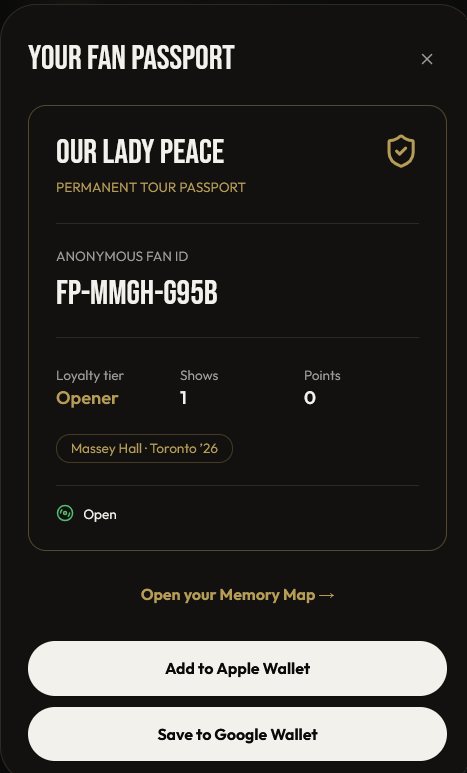 YOUR FAN PASSPORT
OUR LADY PEACE
PERMANENT TOUR PASSPORT
ANONYMOUS FAN ID
FP-MMGH-G95B
Loyalty tier Shows Points
Opener 1 0
Massey Hall · Toronto ’26
Open
Open your Memory Map →
Add to Apple Wallet
Save to Google Wallet